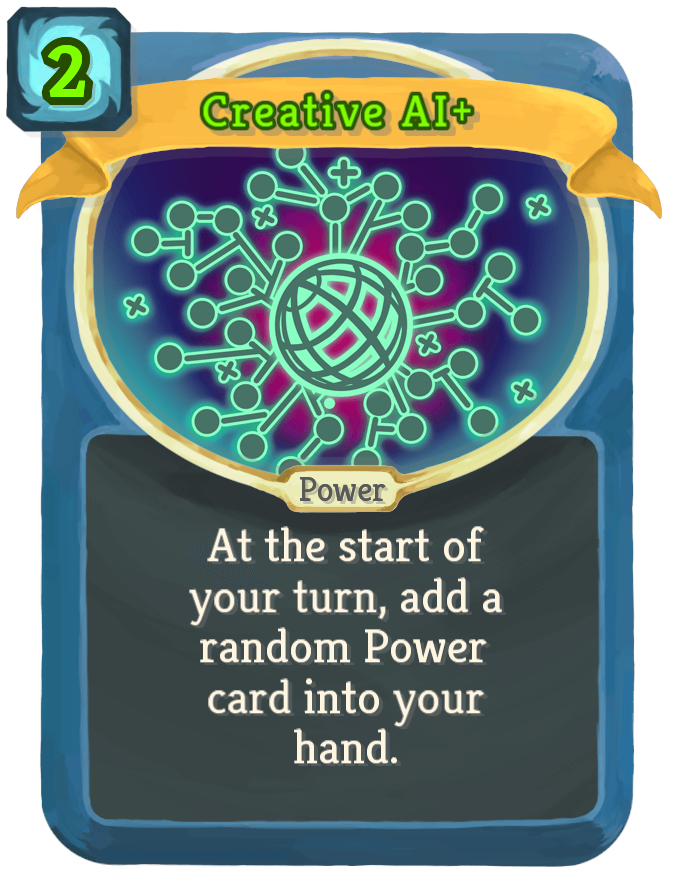 2
Creative AI+
Power
At the start of
your turn, add a
random Power
card into your
hand.